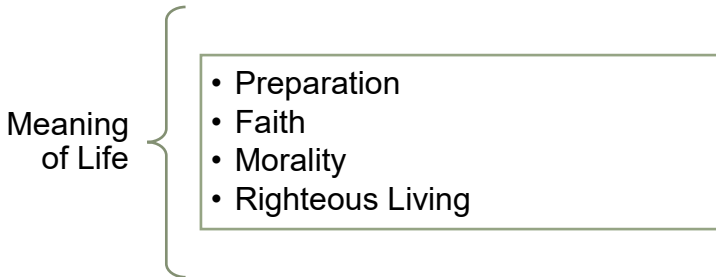 Meaning
of Life
• Preparation
• Faith
• Morality
• Righteous Living